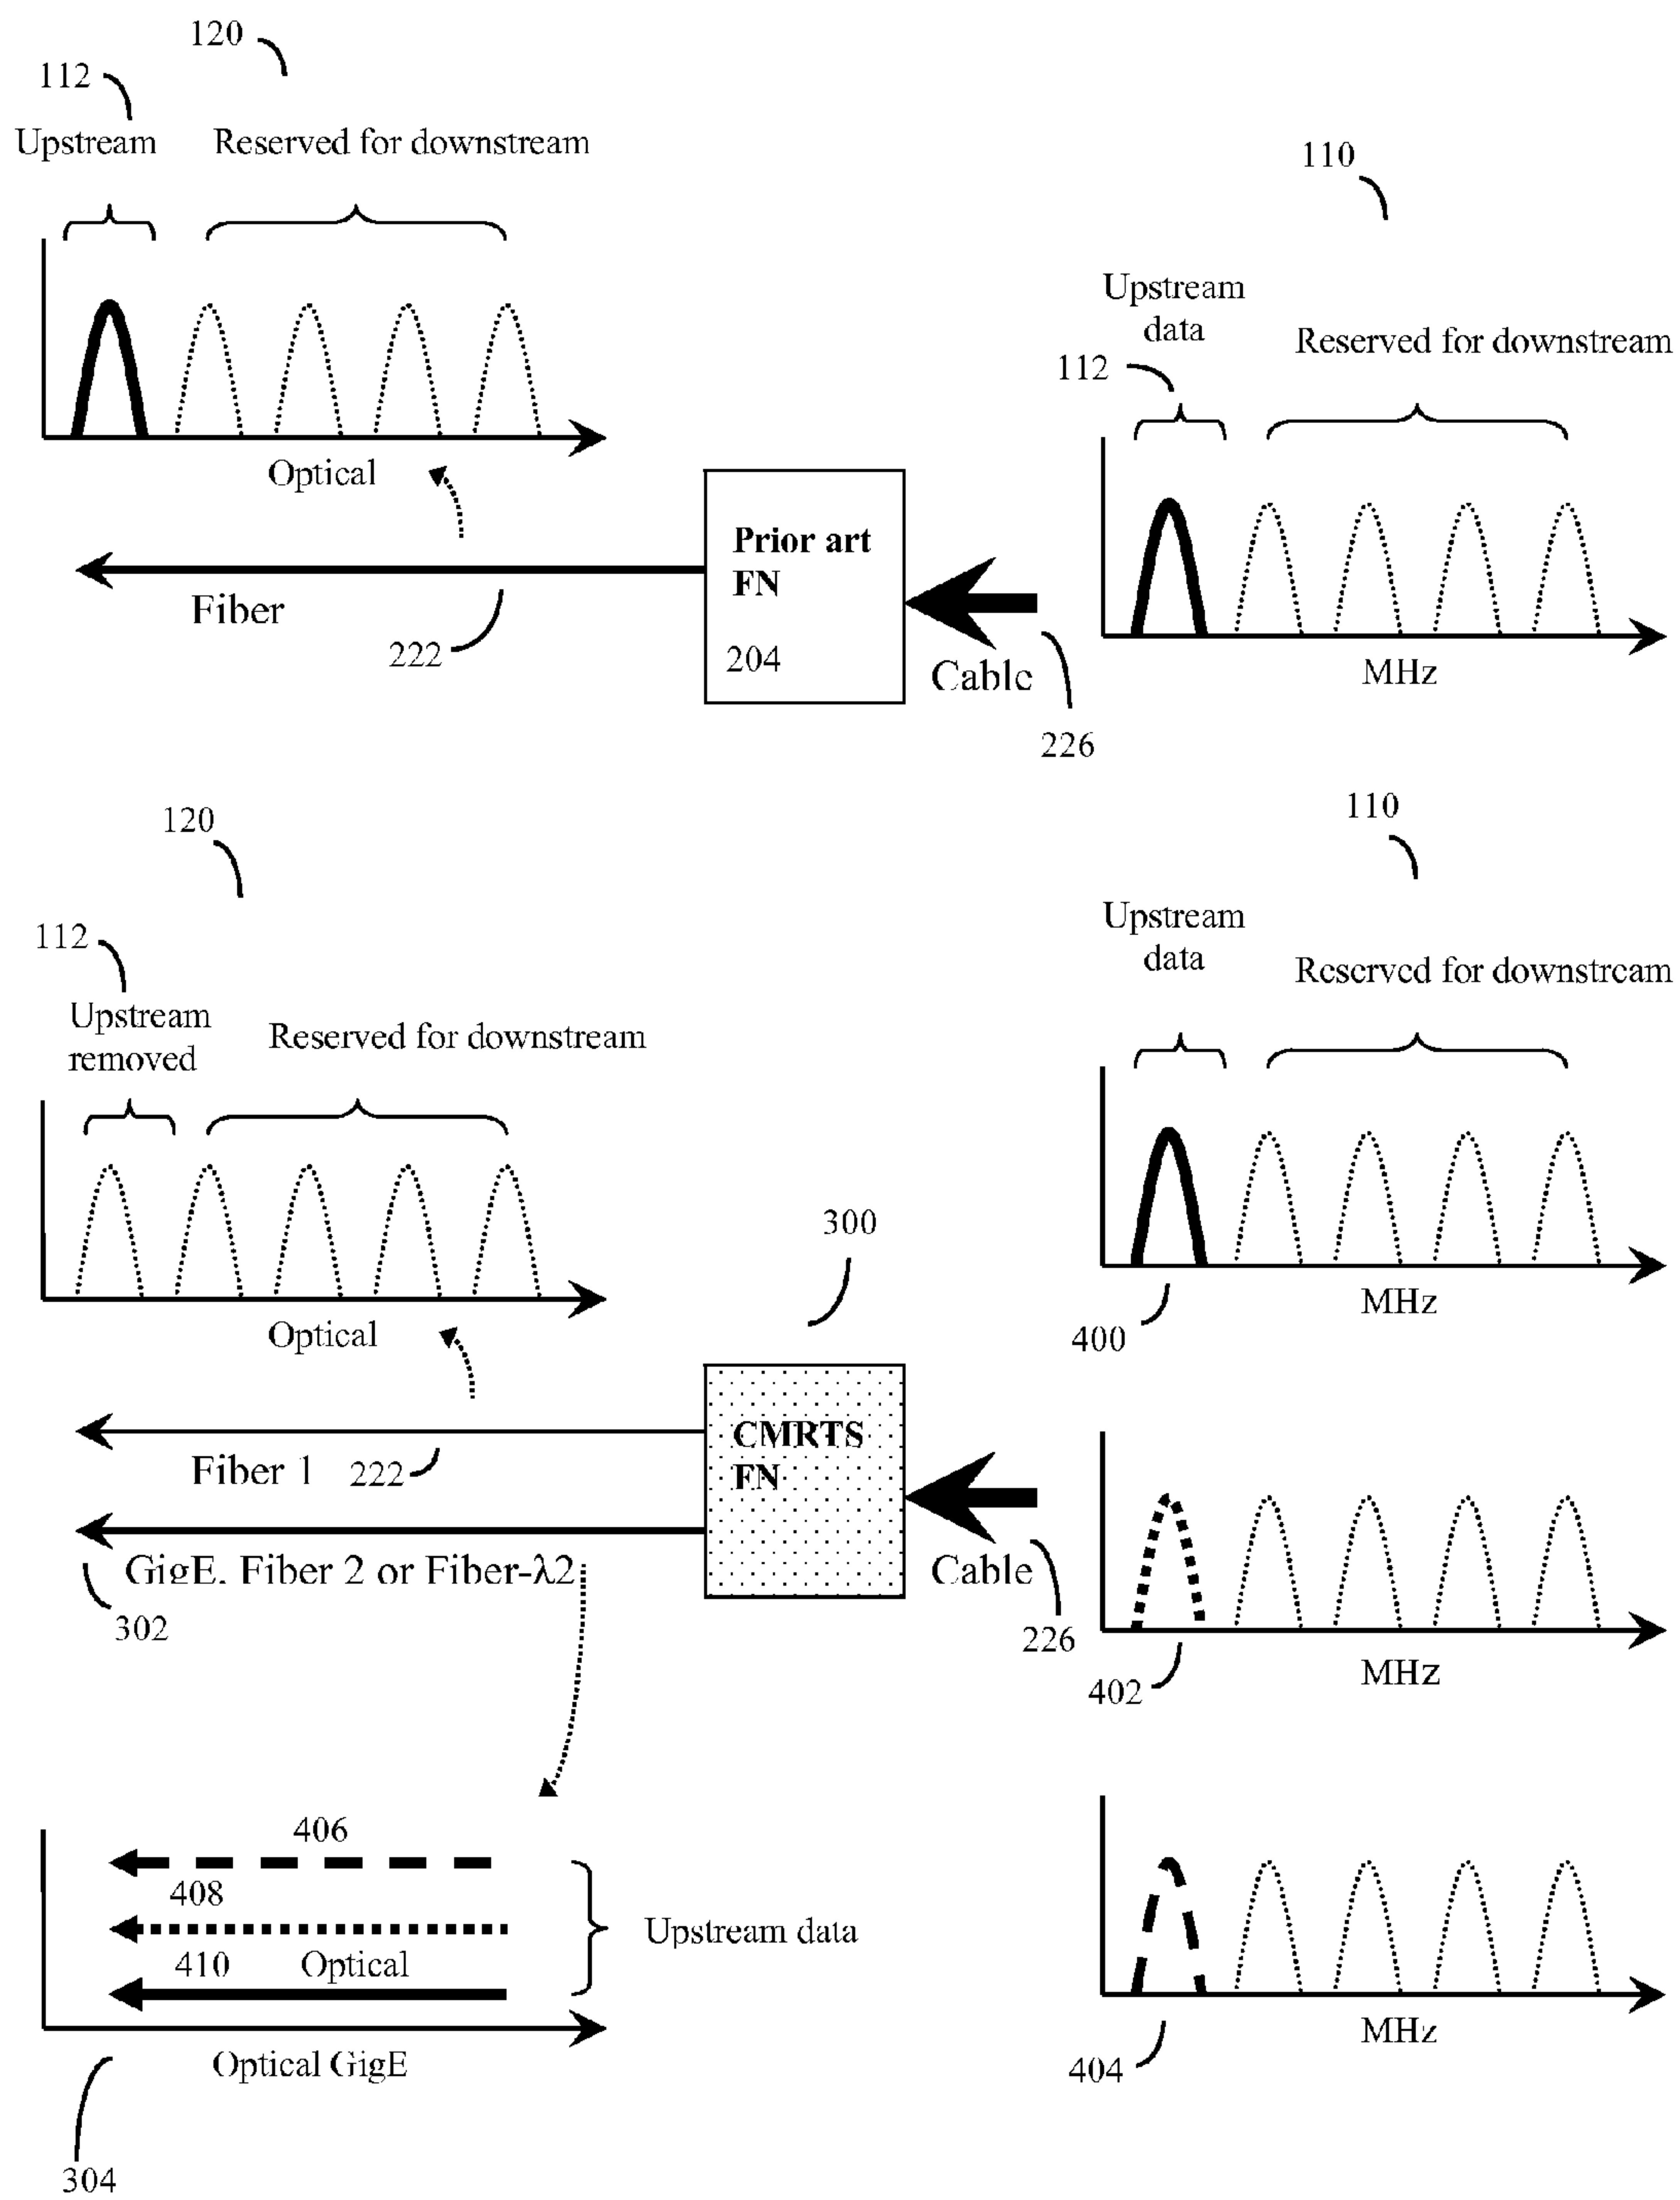 120
112
Upstream
Reserved for downstream
110
Upstream
data
Reserved for downstream
112
Optical
Prior art
FN
204
Fiber
222
Cable
MHz
226
120
110
112
Upstream
data
Reserved for downstream
Upstream
removed
Reserved for downstream
300
Optical
MHz
400
CMRTS
FN
Fiber 1
222
GigE, Fiber 2 or Fiber-λ2
302
Cable
226
MHz
402
406
408
410
Optical
Upstream data
Optical GigE
304
MHz
404